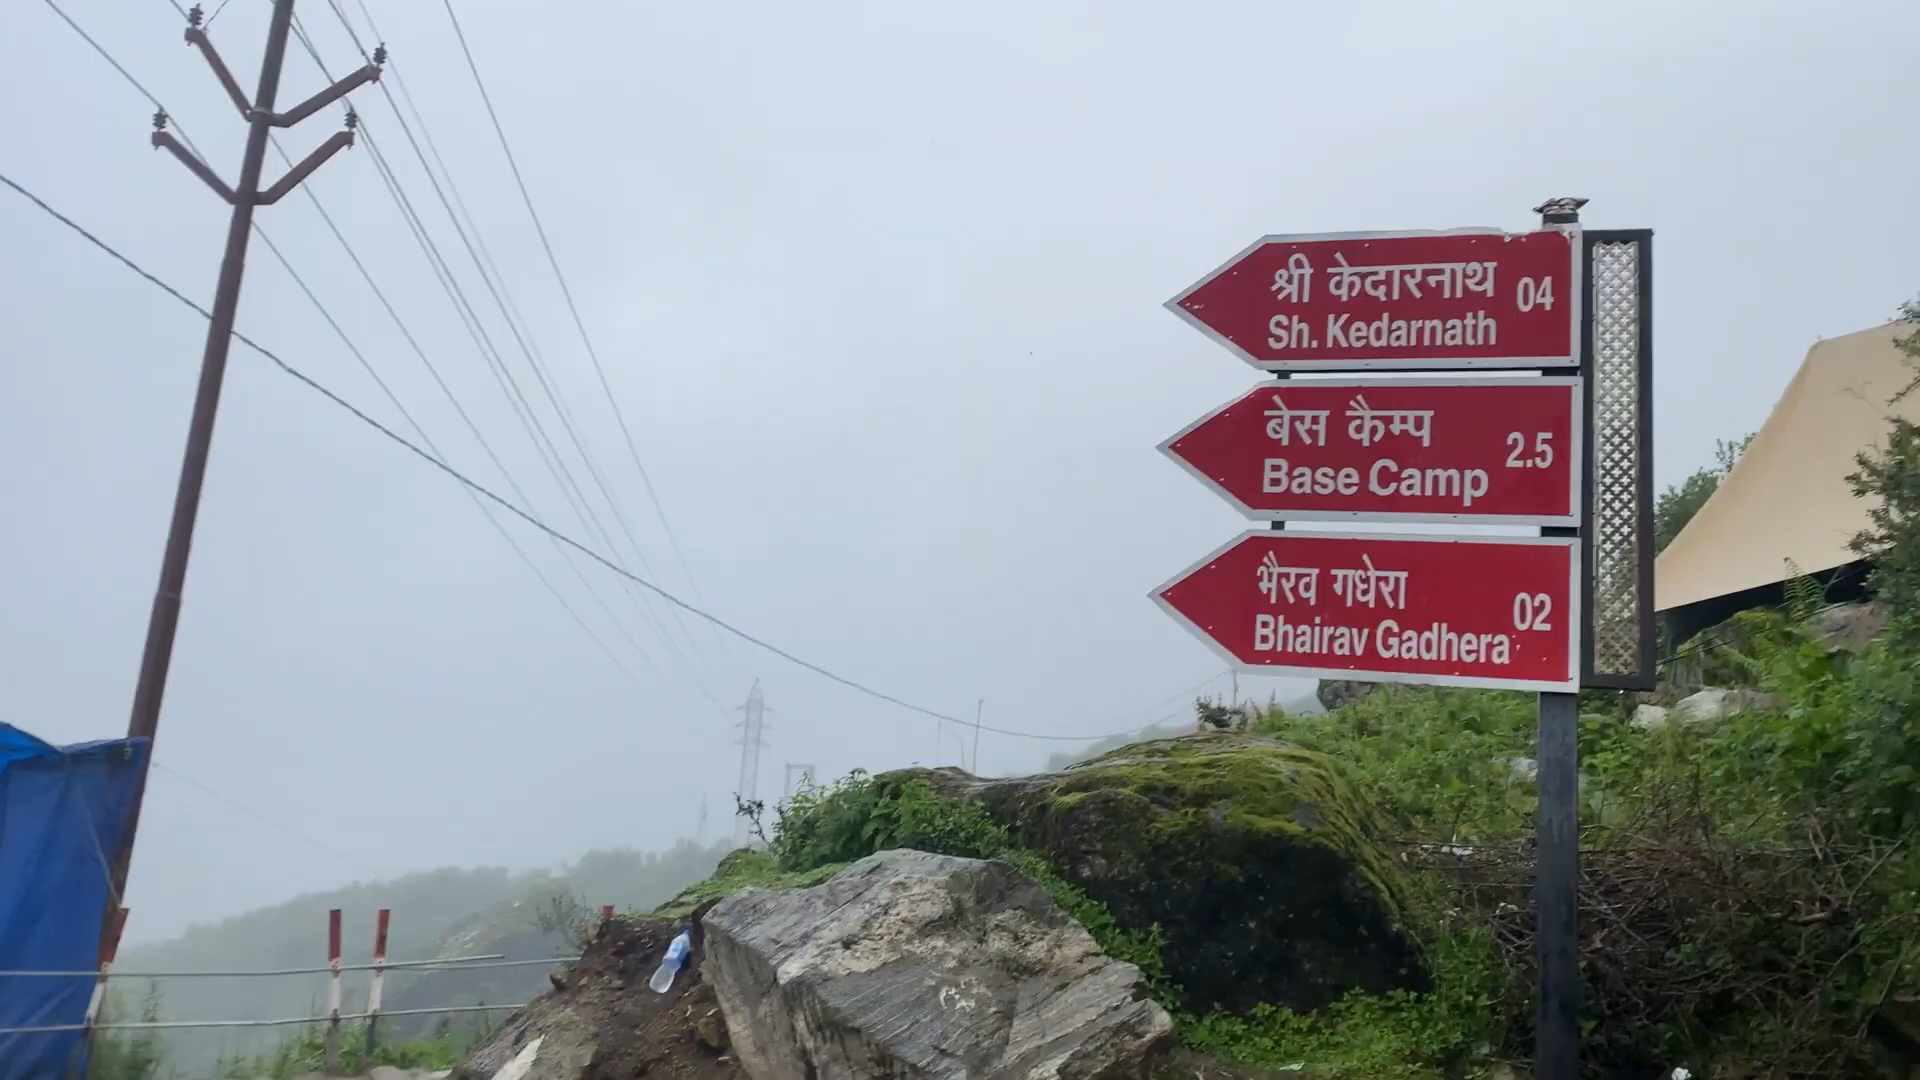 श्री केदारनाथ 04
Sh. Kedarnath
बेस कैम्प 2.5
Base Camp
भैरव गधेरा 02
Bhairav Gadhera